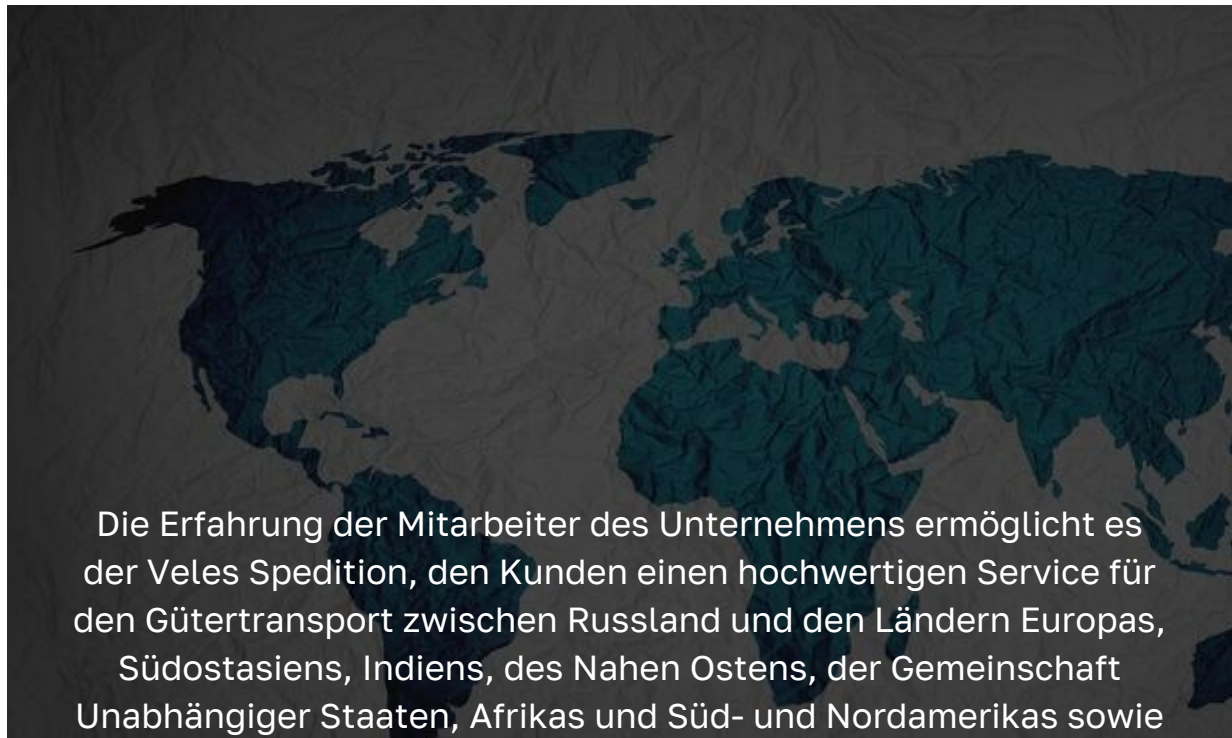 Die Erfahrung der Mitarbeiter des Unternehmens ermöglicht es
der Veles Spedition, den Kunden einen hochwertigen Service für
den Gütertransport zwischen Russland und den Ländern Europas,
Südostasiens, Indiens, des Nahen Ostens, der Gemeinschaft
Unabhängiger Staaten, Afrikas und Süd- und Nordamerikas sowie